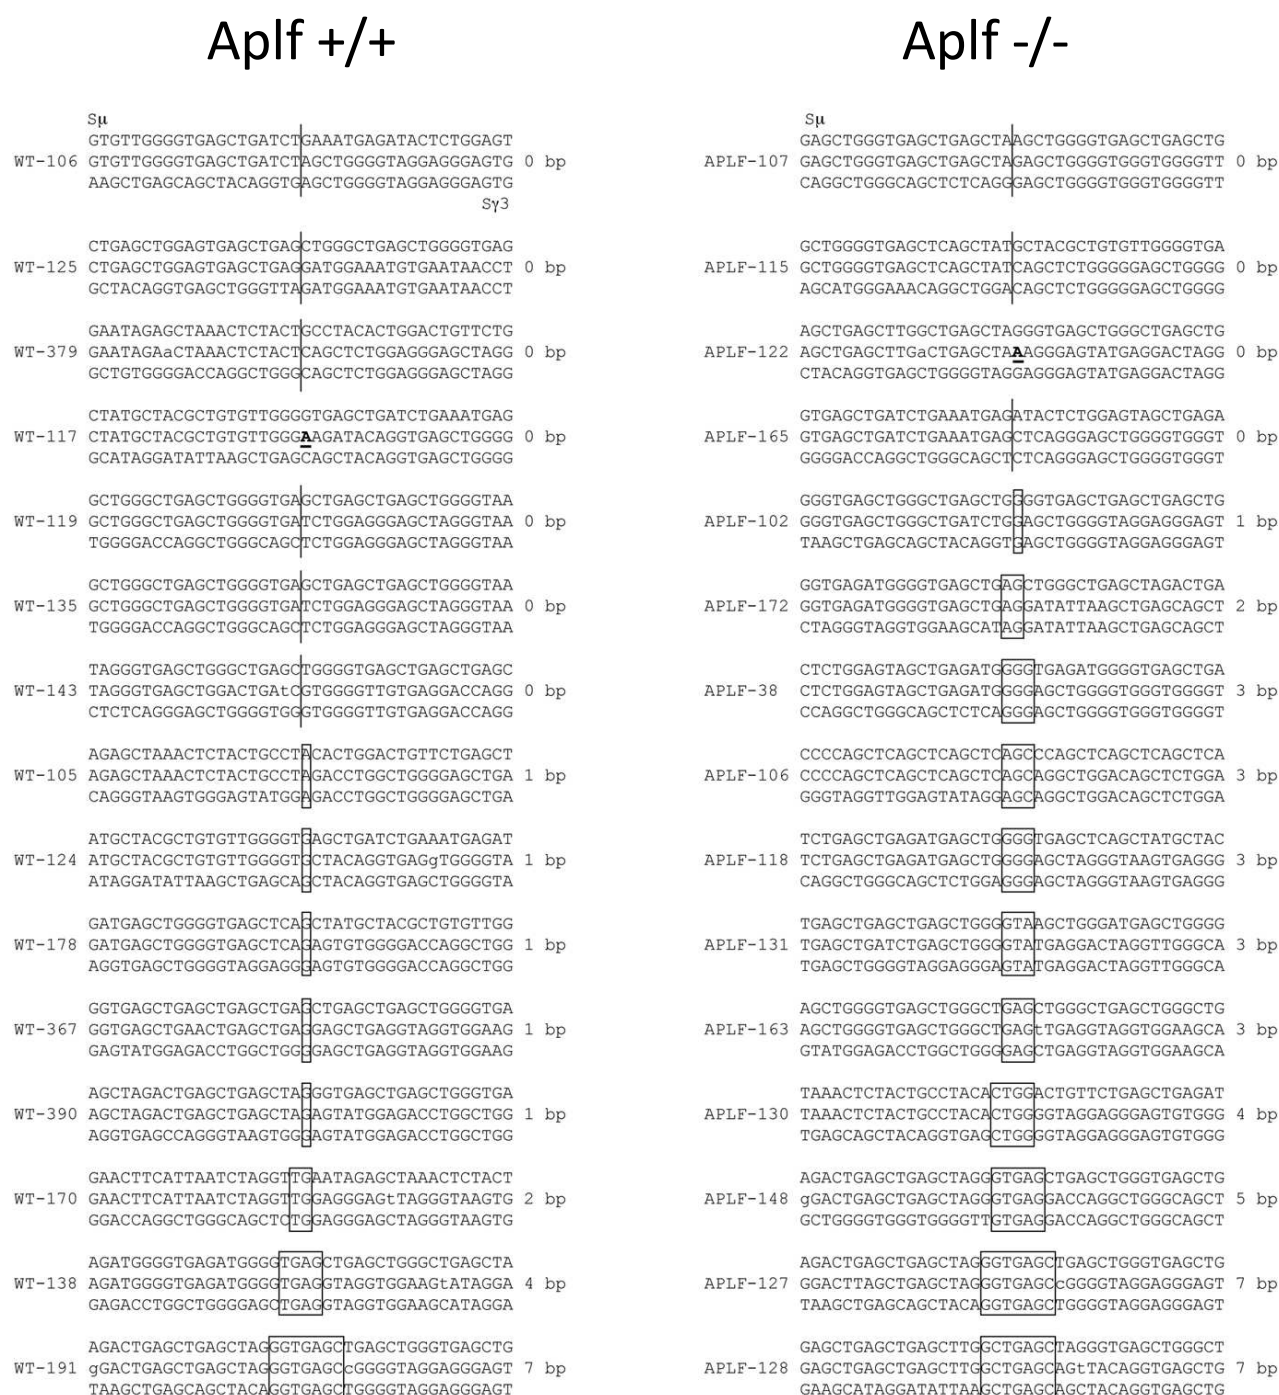 Aplf +/+
Sμ
GTGTTGGGGTGAGCTGATCTGAAATGAGATACTCTGGAGT
WT-106 GTGTTGGGGTGAGCTGATCTAGCTGGGGTAGGAGGGAGTG 0 bp
AAGCTGAGCAGCTACAGGTGAGCTGGGGTAGGAGGGAGTG
Sγ3
CTGAGCTGGAGTGAGCTGAGCTGGGCTGAGCTGGGGTGAG
WT-125 CTGAGCTGGAGTGAGCTGAGGATGGAAATGTGAATAACCT 0 bp
GCTACAGGTGAGCTGGGTTAGATGGAAATGTGAATAACCT
GAATAGAGCTAAACTCTACTGCCTACACTGGACTGTTCTG
WT-379 GAATAGAaCTAAACTCTACTCAGCTCTGGAGGGAGCTAGG 0 bp
GCTGTGGGGACCAGGCTGGGCAGCTCTGGAGGGAGCTAGG
CTATGCTACGCTGTGTTGGGGTGAGCTGATCTGAAATGAG
WT-117 CTATGCTACGCTGTGTTGGGAAGATACAGGTGAGCTGGGG 0 bp
GCATAGGATATTAAGCTGAGCAGCTACAGGTGAGCTGGGG
GCTGGGCTGAGCTGGGGTGAGCTGAGCTGAGCTGGGGTAA
WT-119 GCTGGGCTGAGCTGGGGTGATCTGGAGGGAGCTAGGGTAA 0 bp
TGGGGACCAGGCTGGGCAGCTCTGGAGGGAGCTAGGGTAA
GCTGGGCTGAGCTGGGGTGAGCTGAGCTGAGCTGGGGTAA
WT-135 GCTGGGCTGAGCTGGGGTGATCTGGAGGGAGCTAGGGTAA 0 bp
TGGGGACCAGGCTGGGCAGCTCTGGAGGGAGCTAGGGTAA
TAGGGTGAGCTGGGCTGAGCTGGGGTGAGCTGAGCTGAGC
WT-143 TAGGGTGAGCTGGACTGAtCGTGGGGTTGTGAGGACCAGG 0 bp
CTCTCAGGGAGCTGGGGTGGGTGGGGTTGTGAGGACCAGG
AGAGCTAAACTCTACTGCCTACACTGGACTGTTCTGAGCT
WT-105 AGAGCTAAACTCTACTGCCTAGACCTGGCTGGGGAGCTGA 1 bp
CAGGGTAAGTGGGAGTATGGAGACCTGGCTGGGGAGCTGA
ATGCTACGCTGTGTTGGGGTGAGCTGATCTGAAATGAGAT
WT-124 ATGCTACGCTGTGTTGGGGTGCTACAGGTGAGgTGGGGTA 1 bp
ATAGGATATTAAGCTGAGCAGCTACAGGTGAGCTGGGGTA
GATGAGCTGGGGTGAGCTCAGCTATGCTACGCTGTGTTGG
WT-178 GATGAGCTGGGGTGAGCTCAGAGTGTGGGGACCAGGCTGG 1 bp
AGGTGAGCTGGGGTAGGAGGGAGTGTGGGGACCAGGCTGG
GGTGAGCTGAGCTGAGCTGAGCTGAGCTGAGCTGGGGTGA
WT-367 GGTGAGCTGAACTGAGCTGAGGAGCTGAGGTAGGTGGAAG 1 bp
GAGTATGGAGACCTGGCTGGGGAGCTGAGGTAGGTGGAAG
AGCTAGACTGAGCTGAGCTAGGGTGAGCTGAGCTGGGTGA
WT-390 AGCTAGACTGAGCTGAGCTAGAGTATGGAGACCTGGCTGG 1 bp
AGGTGAGCCAGGGTAAGTGGGAGTATGGAGACCTGGCTGG
GAACTTCATTAATCTAGGTTGAATAGAGCTAAACTCTACT
WT-170 GAACTTCATTAATCTAGGTTGGAGGGAGtTAGGGTAAGTG 2 bp
GGACCAGGCTGGGCAGCTCTGGAGGGAGCTAGGGTAAGTG
AGATGGGGTGAGATGGGGTGAGCTGAGCTGGGCTGAGCTA
WT-138 AGATGGGGTGAGATGGGGTGAGGTAGGTGGAAGtATAGGA 4 bp
GAGACCTGGCTGGGGAGCTGAGGTAGGTGGAAGCATAGGA
AGACTGAGCTGAGCTAGGGTGAGCTGAGCTGGGTGAGCTG
WT-191 gGACTGAGCTGAGCTAGGGTGAGCcGGGGTAGGAGGGAGT 7 bp
TAAGCTGAGCAGCTACAGGTGAGCTGGGGTAGGAGGGAGT
Aplf -/-
Sμ
GAGCTGGGTGAGCTGAGCTAAGCTGGGGTGAGCTGAGCTG
APLF-107 GAGCTGGGTGAGCTGAGCTAGAGCTGGGGTGGGTGGGGTT 0 bp
CAGGCTGGGCAGCTCTCAGGGAGCTGGGGTGGGTGGGGTT
GCTGGGGTGAGCTCAGCTATGCTACGCTGTGTTGGGGTGA
APLF-115 GCTGGGGTGAGCTCAGCTATCAGCTCTGGGGGAGCTGGGG 0 bp
AGCATGGGAAACAGGCTGGACAGCTCTGGGGGAGCTGGGG
AGCTGAGCTTGGCTGAGCTAGGGTGAGCTGGGCTGAGCTG
APLF-122 AGCTGAGCTTGaCTGAGCTAAAGGGAGTATGAGGACTAGG 0 bp
CTACAGGTGAGCTGGGGTAGGAGGGAGTATGAGGACTAGG
GTGAGCTGATCTGAAATGAGATACTCTGGAGTAGCTGAGA
APLF-165 GTGAGCTGATCTGAAATGAGCTCAGGGAGCTGGGGTGGGT 0 bp
GGGGACCAGGCTGGGCAGCTCTCAGGGAGCTGGGGTGGGT
GGGTGAGCTGGGCTGAGCTGGGGTGAGCTGAGCTGAGCTG
APLF-102 GGGTGAGCTGGGCTGATCTGGAGCTGGGGTAGGAGGGAGT 1 bp
TAAGCTGAGCAGCTACAGGTGAGCTGGGGTAGGAGGGAGT
GGTGAGATGGGGTGAGCTGAGCTGGGCTGAGCTAGACTGA
APLF-172 GGTGAGATGGGGTGAGCTGAGGATATTAAGCTGAGCAGCT 2 bp
CTAGGGTAGGTGGAAGCATAGGATATTAAGCTGAGCAGCT
CTCTGGAGTAGCTGAGATGGGGTGAGATGGGGTGAGCTGA
APLF-38 CTCTGGAGTAGCTGAGATGGGGAGCTGGGGTGGGTGGGGT 3 bp
CCAGGCTGGGCAGCTCTCAGGGAGCTGGGGTGGGTGGGGT
CCCCAGCTCAGCTCAGCTCAGCCCAGCTCAGCTCAGCTCA
APLF-106 CCCCAGCTCAGCTCAGCTCAGCAGGCTGGACAGCTCTGGA 3 bp
GGGTAGGTTGGAGTATAGGAGCAGGCTGGACAGCTCTGGA
TCTGAGCTGAGATGAGCTGGGGTGAGCTCAGCTATGCTAC
APLF-118 TCTGAGCTGAGATGAGCTGGGGAGCTAGGGTAAGTGAGGG 3 bp
CAGGCTGGGCAGCTCTGGAGGGAGCTAGGGTAAGTGAGGG
TGAGCTGAGCTGAGCTGGGGTAAGCTGGGATGAGCTGGGG
APLF-131 TGAGCTGATCTGAGCTGGGGTATGAGGACTAGGTTGGGCA 3 bp
TGAGCTGGGGTAGGAGGGAGTATGAGGACTAGGTTGGGCA
AGCTGGGGTGAGCTGGGCTGAGCTGGGCTGAGCTGGGCTG
APLF-163 AGCTGGGGTGAGCTGGGCTGAGtTGAGGTAGGTGGAAGCA 3 bp
GTATGGAGACCTGGCTGGGGAGCTGAGGTAGGTGGAAGCA
TAAACTCTACTGCCTACACTGGACTGTTCTGAGCTGAGAT
APLF-130 TAAACTCTACTGCCTACACTGGGGTAGGAGGGAGTGTGGG 4 bp
TGAGCAGCTACAGGTGAGCTGGGGTAGGAGGGAGTGTGGG
AGACTGAGCTGAGCTAGGGTGAGCTGAGCTGGGTGAGCTG
APLF-148 gGACTGAGCTGAGCTAGGGTGAGGACCAGGCTGGGCAGCT 5 bp
GCTGGGGTGGGTGGGGTTGTGAGGACCAGGCTGGGCAGCT
AGACTGAGCTGAGCTAGGGTGAGCTGAGCTGGGTGAGCTG
APLF-127 GGACTTAGCTGAGCTAGGGTGAGCcGGGGTAGGAGGGAGT 7 bp
TAAGCTGAGCAGCTACAGGTGAGCTGGGGTAGGAGGGAGT
GAGCTGAGCTGAGCTTGGCTGAGCTAGGGTGAGCTGGGCT
APLF-128 GAGCTGAGCTGAGCTTGGCTGAGCAGtTACAGGTGAGCTG 7 bp
GAAGCATAGGATATTAAGCTGAGCAGCTACAGGTGAGCTG